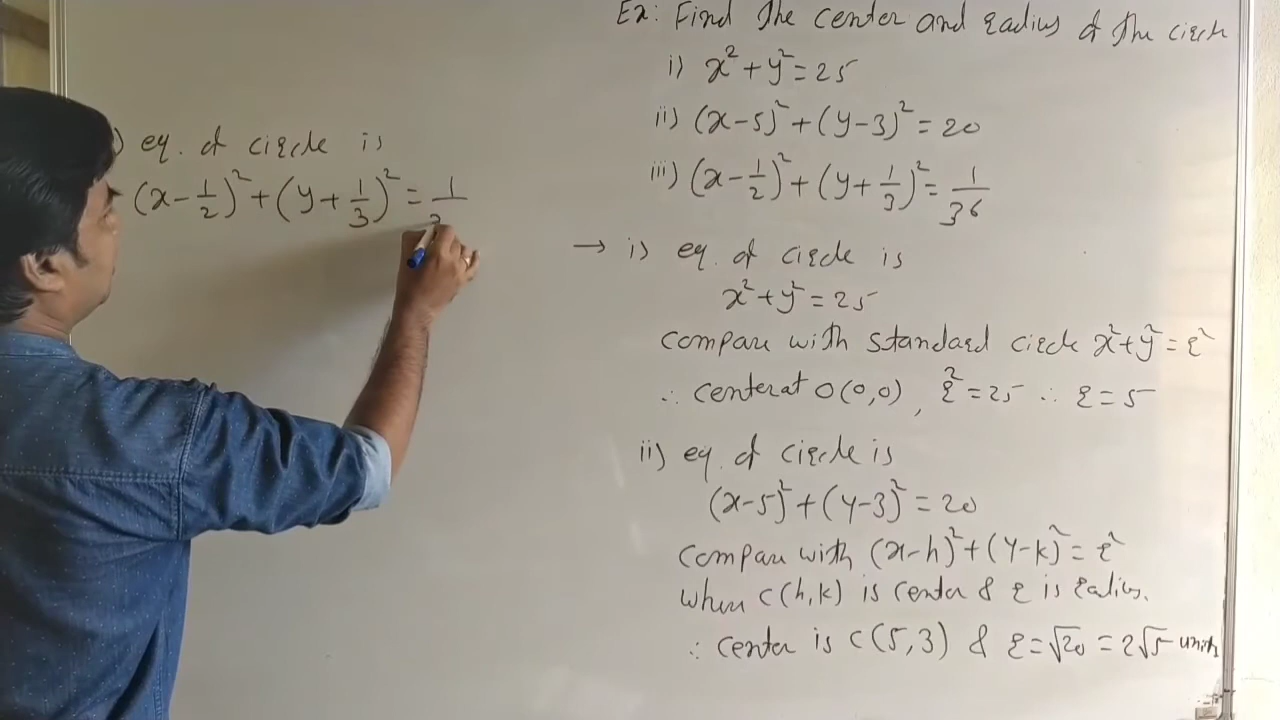 Ex: Find the center and radius of the circle
i) x²+y²=25
ii) (x-5)²+(y-3)²=20
iii) (x-1/2)²+(y+1/3)²=1/36
→ i) eq. of circle is
x²+y²=25
compare with standard circle x²+y²=r²
∴ center at O(0,0), r²=25 ∴ r=5
ii) eq. of circle is
(x-5)²+(y-3)²=20
compare with (x-h)²+(y-k)²=r²
when c(h,k) is center & r is radius.
∴ center is c(5,3) & r=√20=2√5 units
) eq. of circle is
(x-1/2)²+(y+1/3)²=1/3